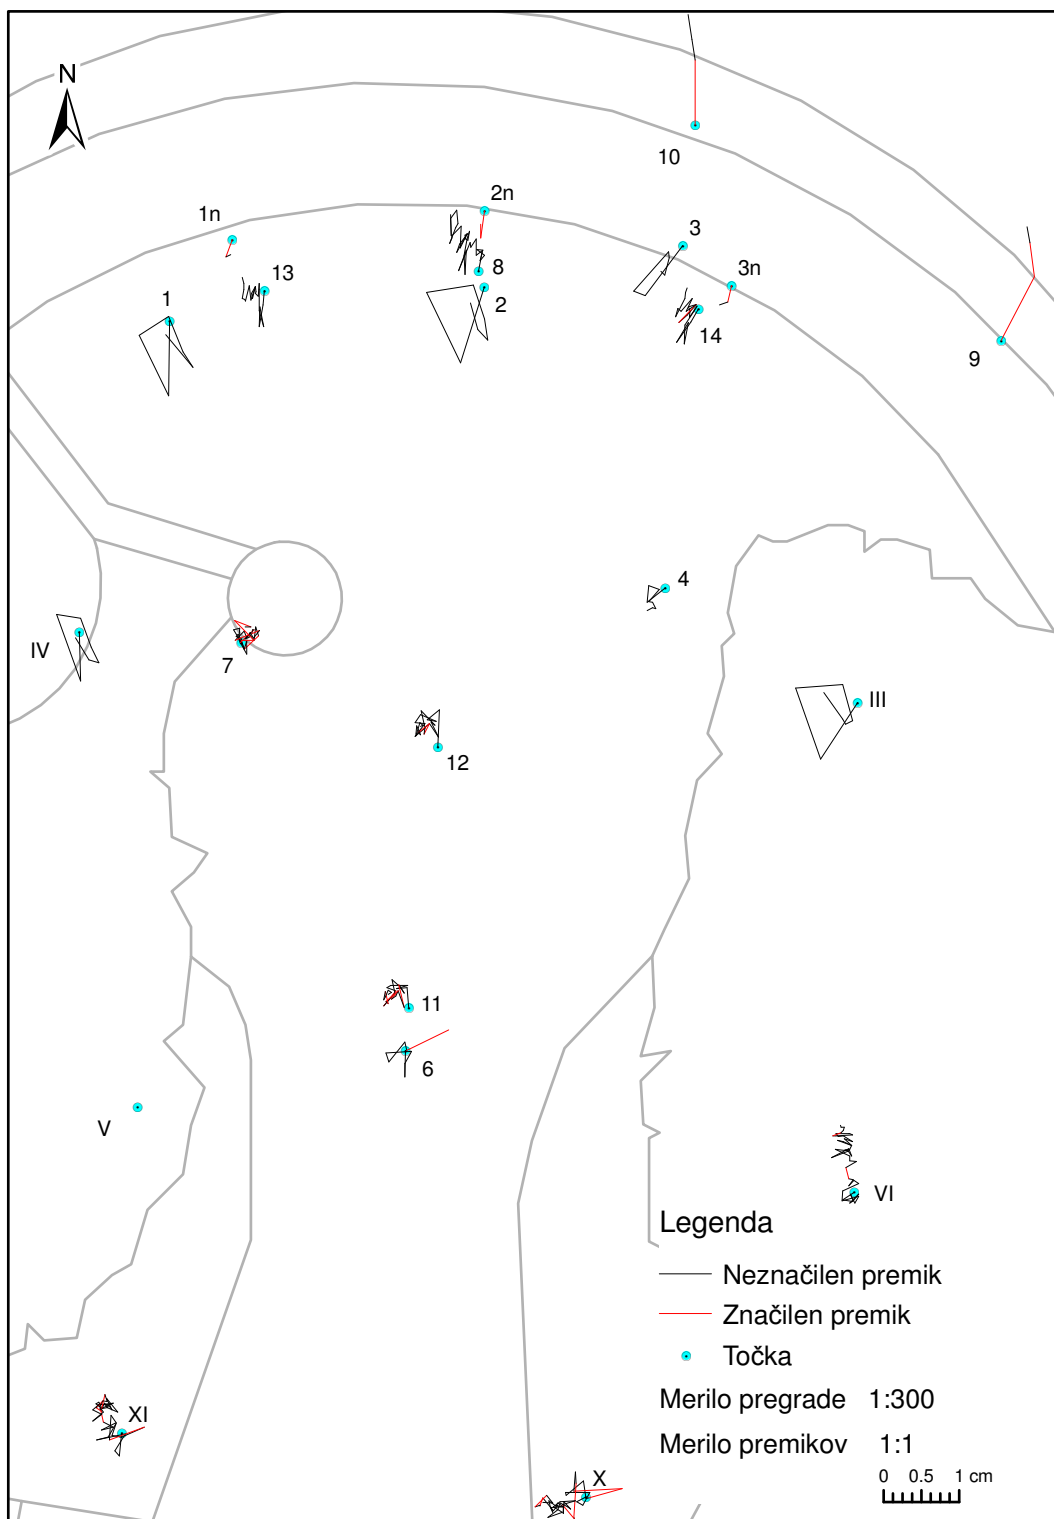 N
10
2n
1n
3
8
13
3n
2
1
14
9
4
IV
7
III
12
11
6
V
VI
Legenda
Neznačilen premik
Značilen premik
Točka
Merilo pregrade 1:300
Merilo premikov 1:1
0 0.5 1 cm
XI
X